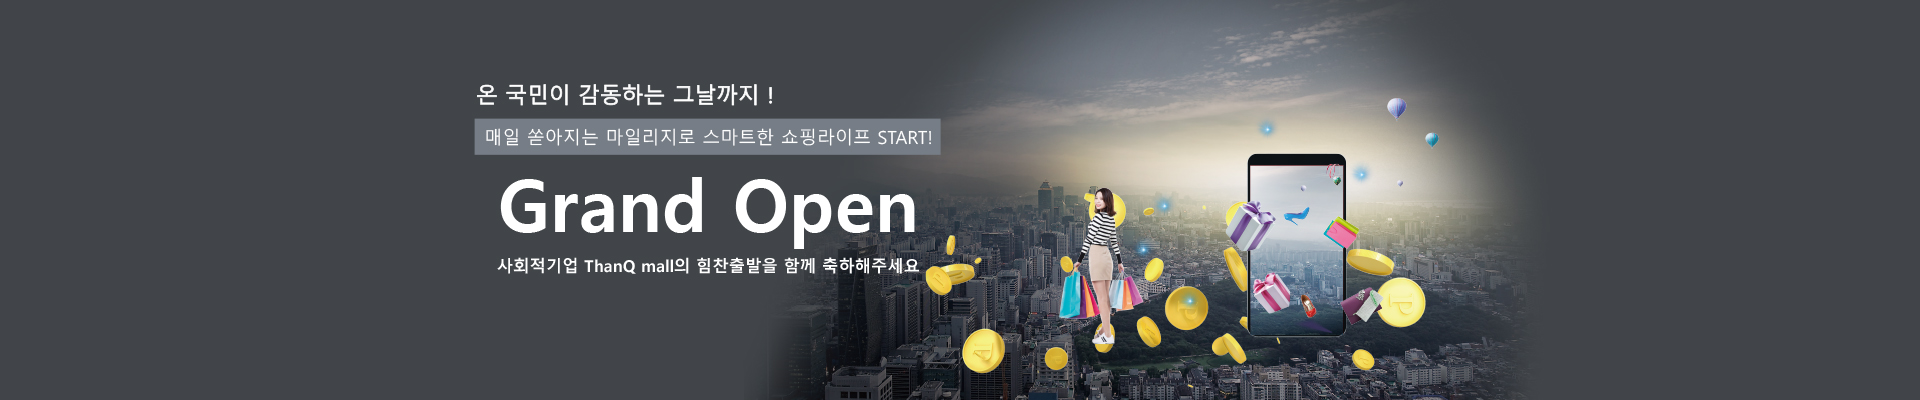 온 국민이 감동하는 그날까지 !
매일 쏟아지는 마일리지로 스마트한 쇼핑라이프 START!
Grand Open
사회적기업 ThanQ mall의 힘찬출발을 함께 축하해주세요